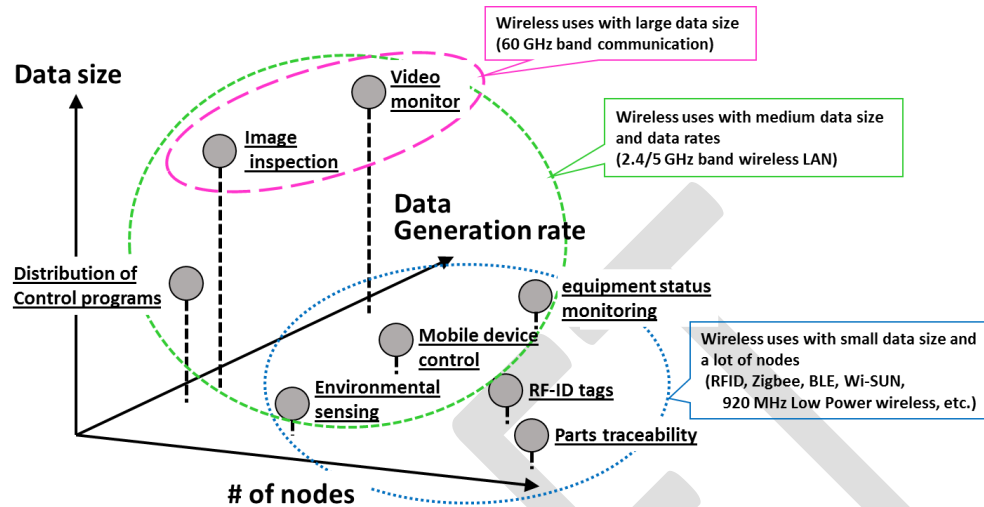 Wireless uses with large data size
(60 GHz band communication)
Data size
Video
monitor
Image
inspection
Wireless uses with medium data size
and data rates
(2.4/5 GHz band wireless LAN)
Data
Generation rate
Distribution of
Control programs
equipment status
monitoring
Mobile device
control
Wireless uses with small data size and
a lot of nodes
(RFID, Zigbee, BLE, Wi-SUN,
920 MHz Low Power wireless, etc.)
Environmental
sensing
RF-ID tags
Parts traceability
# of nodes